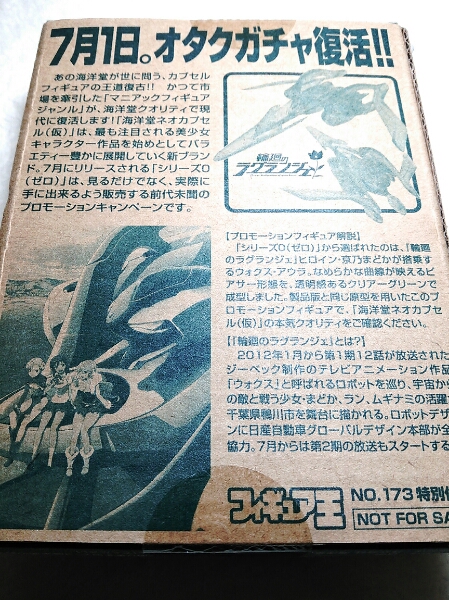 7月1日。オタクガチャ復活!!
あの海洋堂が世に問う、カプセル
フィギュアの王道復古!! かつて市
場を牽引した「マニアックフィギュア
ジャンル」が、海洋堂クオリティで現
代に復活します!「海洋堂ネオカプセ
ル(仮)」は、最も注目される美少女
キャラクター作品を始めとしてバラ
エティー豊かに展開していく新ブラン
ド。7月にリリースされる「シリーズ0
(ゼロ)」は、見るだけでなく、実際に
手に出来るよう販売する前代未聞の
プロモーションキャンペーンです。
輪廻の
ラグランジェ
【プロモーションフィギュア解説】
「シリーズ0(ゼロ)」から選ばれたのは、「輪廻
のラグランジェ」ヒロイン・京乃まどかが搭乗す
るウォクス・アウラ。なめらかな曲線が映えるビ
アサー形態を、透明感あるクリアーグリーンで
成型しました。製品版と同じ原型を用いたこのプ
ロモーションフィギュアで、「海洋堂ネオカプセ
ル(仮)」の本気クオリティをご確認ください。
【「輪廻のラグランジェ」とは?】
2012年1月から第1期12話が放送された
ジーベック制作のテレビアニメーション作品
「ウォクス」と呼ばれるロボットを巡り、宇宙から
の敵と戦う少女・まどか、ラン、ムギナミの活躍
千葉県鴨川市を舞台に描かれる。ロボットデザ
ンに日産自動車グローバルデザイン本部が全
協力。7月からは第2期の放送もスタートする
フィギュア王
NO.173 特別
NOT FOR SA